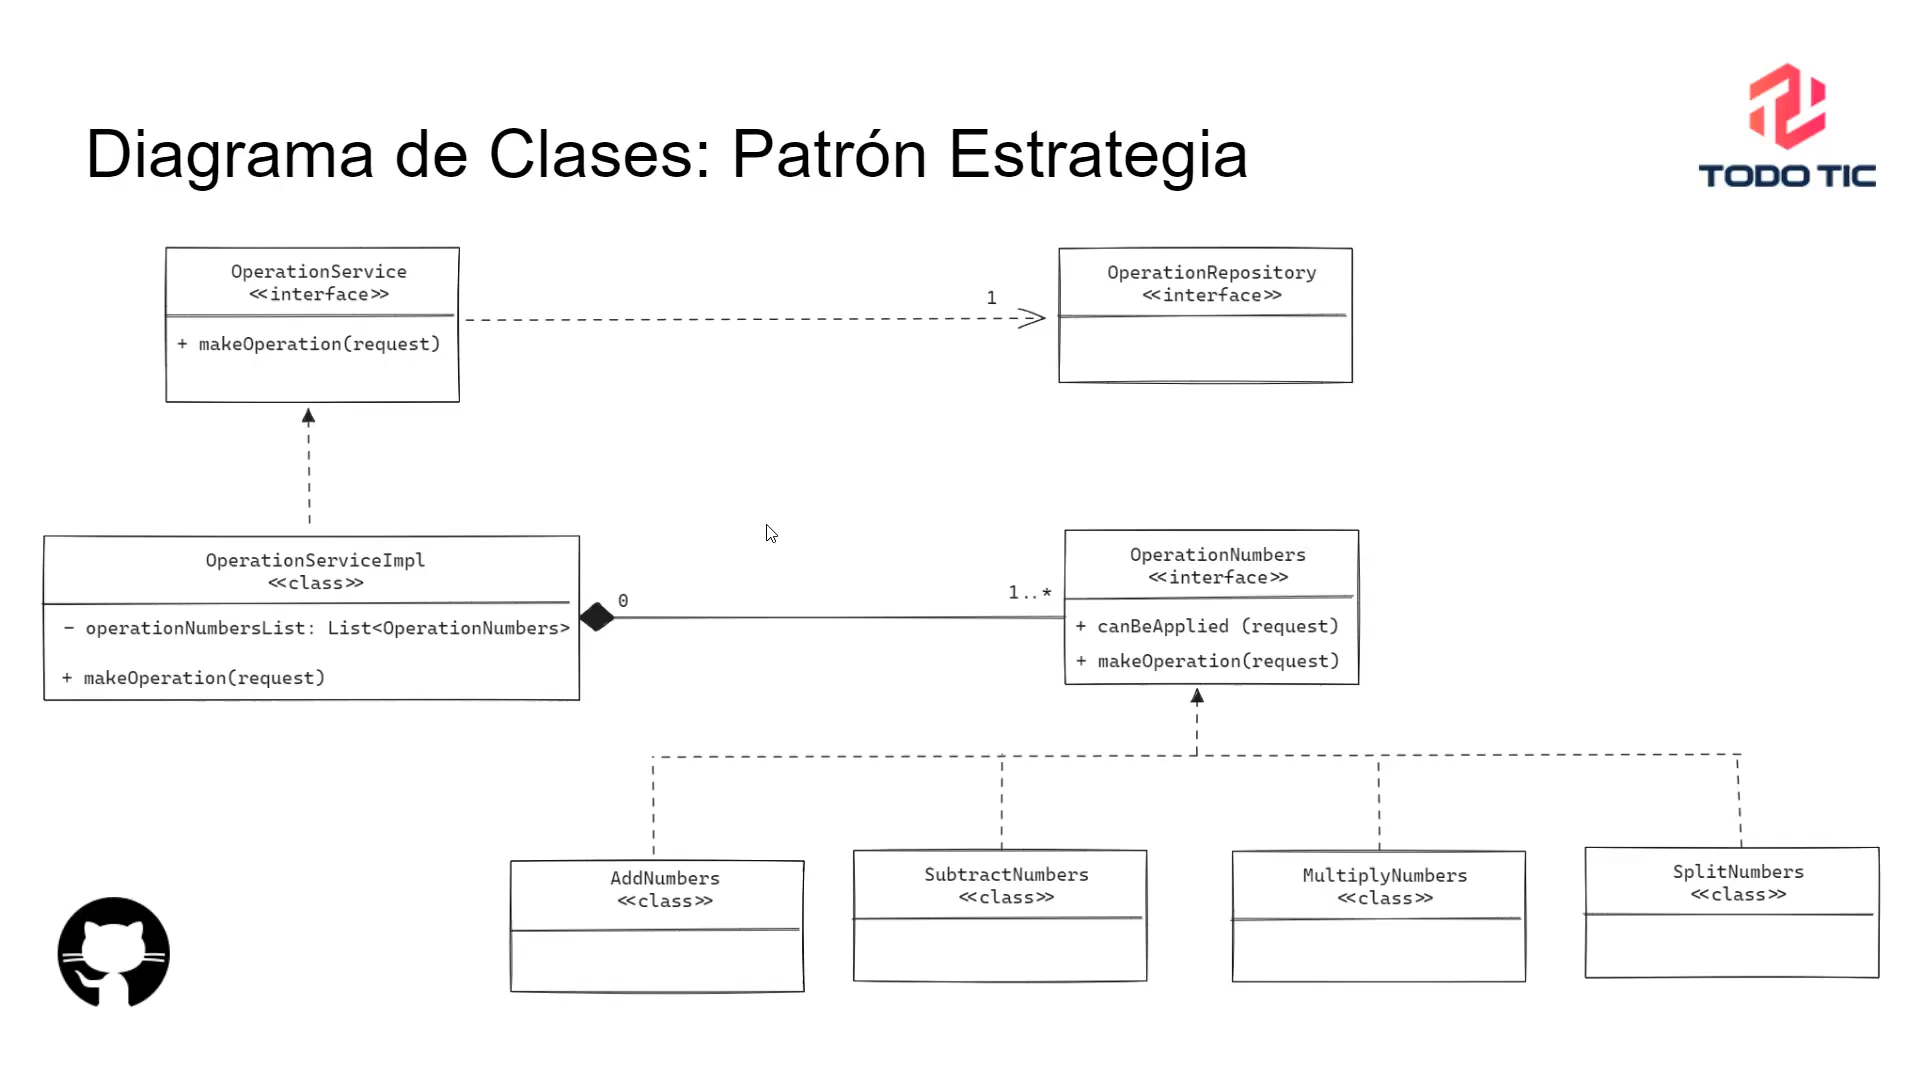 Diagrama de Clases: Patrón Estrategia
TODO TIC
OperationService
<<interface>>
+ makeOperation(request)
1
OperationRepository
<<interface>>
OperationServiceImpl
<<class>>
- operationNumbersList: List<OperationNumbers>
+ makeOperation(request)
0
1..*
OperationNumbers
<<interface>>
+ canBeApplied (request)
+ makeOperation(request)
AddNumbers
<<class>>
SubtractNumbers
<<class>>
MultiplyNumbers
<<class>>
SplitNumbers
<<class>>